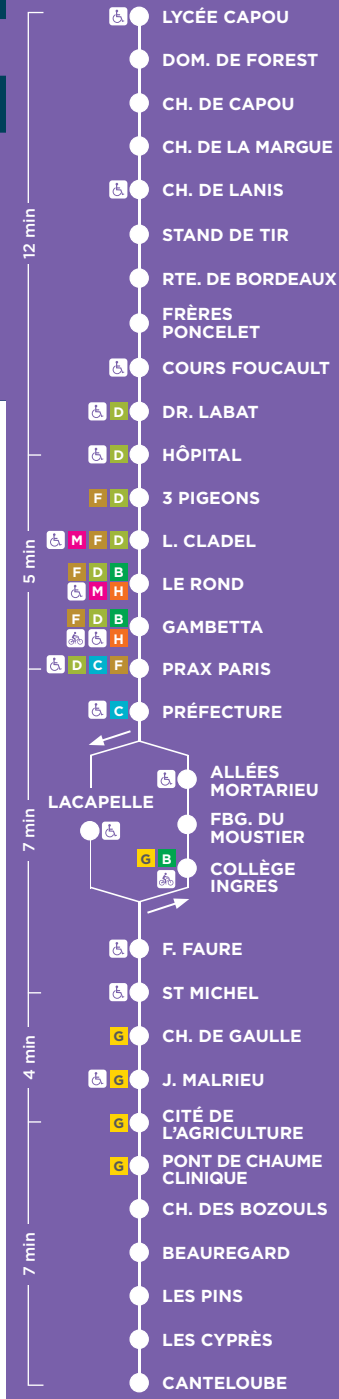 LYCÉE CAPOU
DOM. DE FOREST
CH. DE CAPOU
CH. DE LA MARGUE
CH. DE LANIS
12 min
STAND DE TIR
RTE. DE BORDEAUX
FRÈRES
PONCELET
COURS FOUCAULT
D DR. LABAT
D HÔPITAL
F D 3 PIGEONS
5 min
M F D L. CLADEL
F D B
M H
LE ROND
F D B
H
GAMBETTA
D C F PRAX PARIS
C PRÉFECTURE
ALLÉES
MORTARIEU
LACAPELLE
7 min
FBG. DU
MOUSTIER
G B
COLLÈGE
INGRES
F. FAURE
ST MICHEL
4 min
G CH. DE GAULLE
G J. MALRIEU
G CITÉ DE
L'AGRICULTURE
G PONT DE CHAUME
CLINIQUE
CH. DES BOZOULS
7 min
BEAUREGARD
LES PINS
LES CYPRÈS
CANTELOUBE